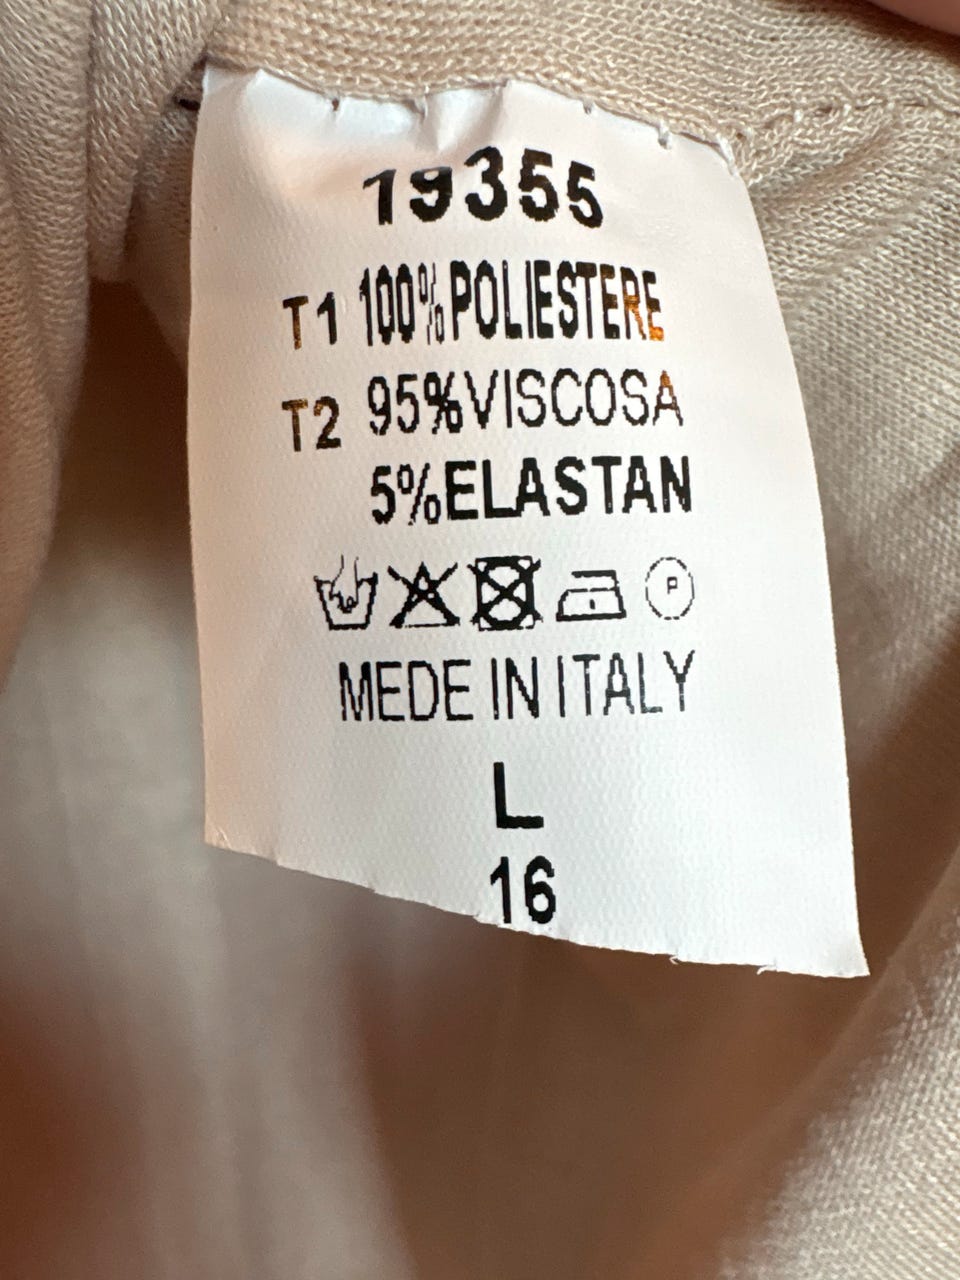 19355
T1 100% POLIESTERE
T2 95%VISCOSA
5%ELASTAN
P
MEDE IN ITALY
L
16